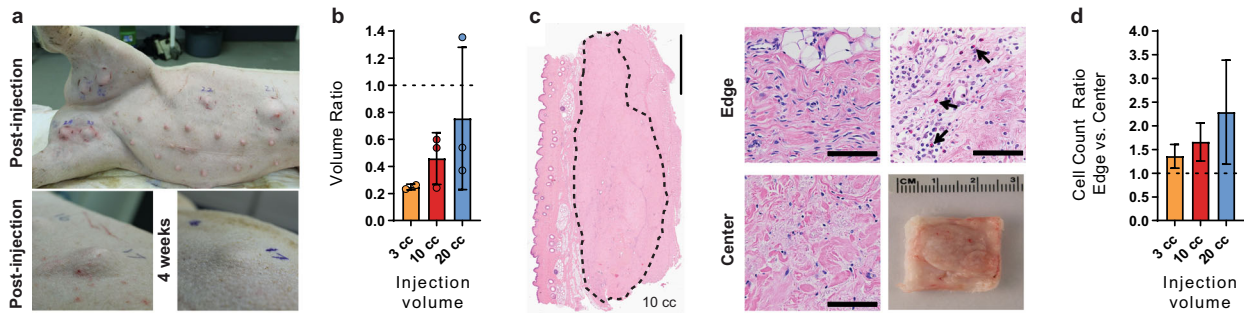 a
Post-injection
Post-injection
4 weeks
b
Volume Ratio
1.4
1.2
1.0
0.8
0.6
0.4
0.2
0.0
3 cc
10 cc
20 cc
Injection
volume
c
10 cc
Edge
Center
CM 1 2 3
d
Cell Count Ratio
Edge vs. Center
4.0
3.5
3.0
2.5
2.0
1.5
1.0
0.5
0.0
3 cc
10 cc
20 cc
Injection
volume